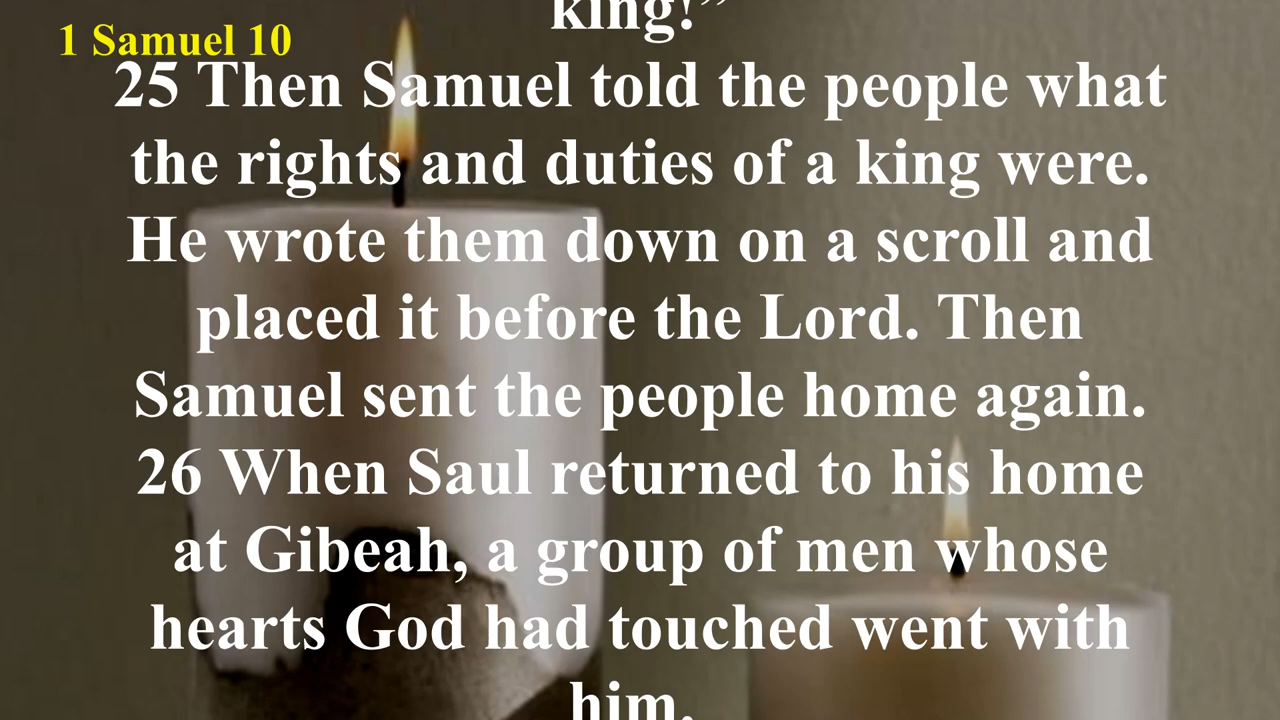 king!”
1 Samuel 10
25 Then Samuel told the people what
the rights and duties of a king were.
He wrote them down on a scroll and
placed it before the Lord. Then
Samuel sent the people home again.
26 When Saul returned to his home
at Gibeah, a group of men whose
hearts God had touched went with
him.